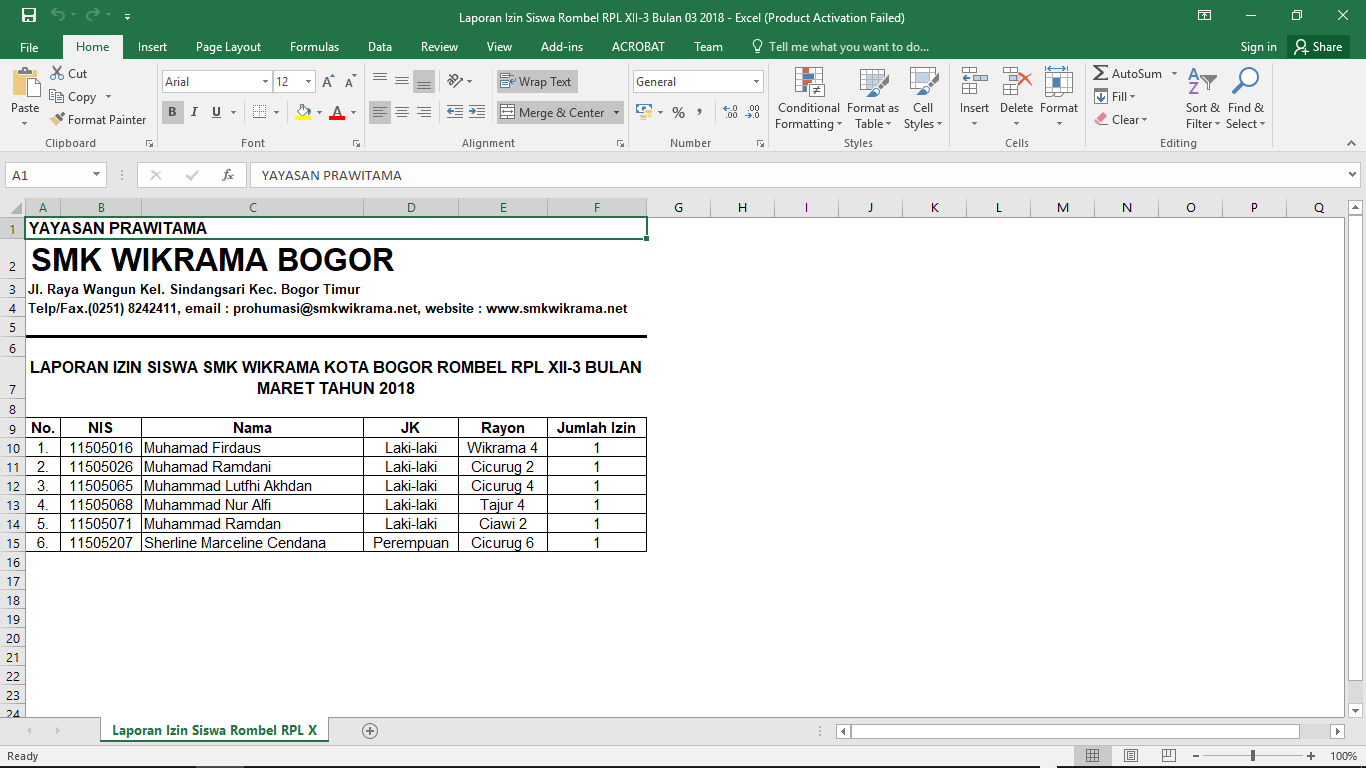 Laporan Izin Siswa Rombel RPL XII-3 Bulan 03 2018 - Excel (Product Activation Failed)
File Home Insert Page Layout Formulas Data Review View Add-ins ACROBAT Team Tell me what you want to do... Sign in Share
Paste Cut Copy Format Painter
Clipboard
Arial 12
B I U A
Font
Wrap Text
Merge & Center
Alignment
General
Number
Conditional Formatting Format as Table Cell Styles
Styles
Insert Delete Format
Cells
AutoSum Fill Clear Sort & Filter Find & Select
Editing
A1 fx YAYASAN PRAWITAMA
A B C D E F G H I J K L M N O P Q
1 YAYASAN PRAWITAMA
2 SMK WIKRAMA BOGOR
3 Jl. Raya Wangun Kel. Sindangsari Kec. Bogor Timur
4 Telp/Fax.(0251) 8242411, email : prohumasi@smkwikrama.net, website : www.smkwikrama.net
5
6
LAPORAN IZIN SISWA SMK WIKRAMA KOTA BOGOR ROMBEL RPL XII-3 BULAN
7 MARET TAHUN 2018
8
9 No. NIS Nama JK Rayon Jumlah Izin
10 1. 11505016 Muhamad Firdaus Laki-laki Wikrama 4 1
11 2. 11505026 Muhamad Ramdani Laki-laki Cicurug 2 1
12 3. 11505065 Muhammad Lutfhi Akhdan Laki-laki Cicurug 4 1
13 4. 11505068 Muhammad Nur Alfi Laki-laki Tajur 4 1
14 5. 11505071 Muhammad Ramdan Laki-laki Ciawi 2 1
15 6. 11505207 Sherline Marceline Cendana Perempuan Cicurug 6 1
16
17
18
19
20
21
22
23
24
Laporan Izin Siswa Rombel RPL X
Ready 100%